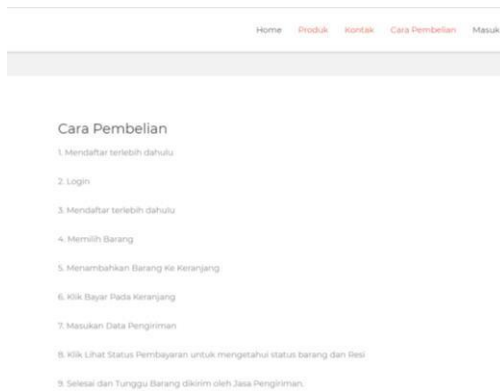 Home Produk Kontak Cara Pembelian Masuk
Cara Pembelian
1. Mendaftar terlebih dahulu
2. Login
3. Mendaftar terlebih dahulu
4. Memilih Barang
5. Menambahkan Barang Ke Keranjang
6. Klik Bayar Pada Keranjang
7. Masukan Data Pengiriman
8. Klik Lihat Status Pembayaran untuk mengetahui status barang dan Resi
9. Selesai dan Tunggu Barang dikirim oleh Jasa Pengiriman.